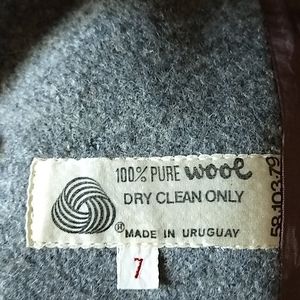 100% PURE wool
DRY CLEAN ONLY
MADE IN URUGUAY
7
58.103.79